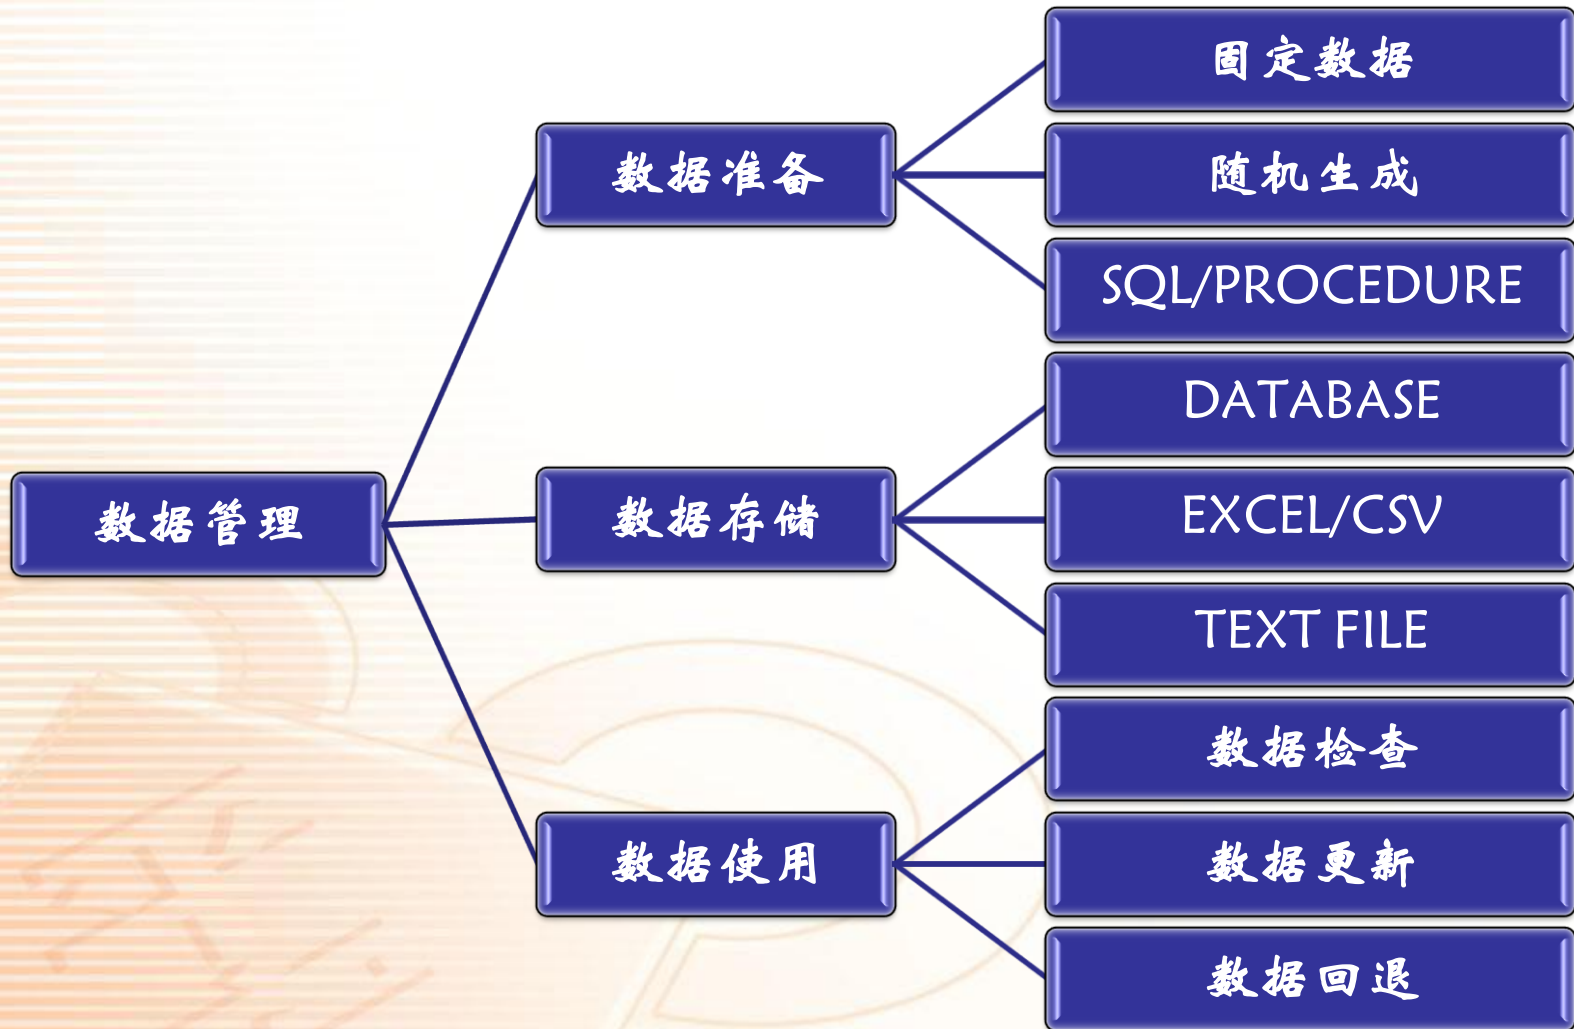 数据管理
数据准备
固定数据
随机生成
SQL/PROCEDURE
数据存储
DATABASE
EXCEL/CSV
TEXT FILE
数据使用
数据检查
数据更新
数据回退